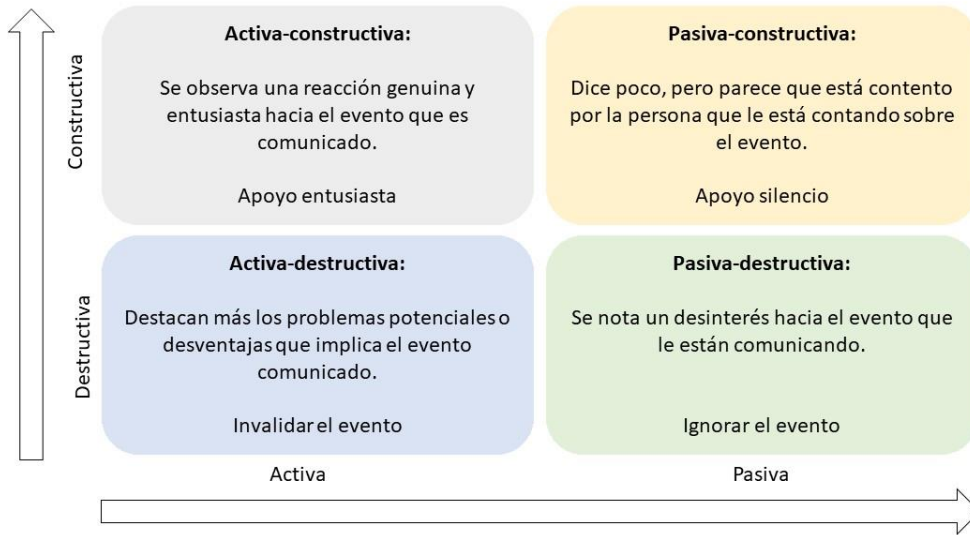 Constructiva
Activa-constructiva:
Se observa una reacción genuina y
entusiasta hacia el evento que es
comunicado.
Apoyo entusiasta
Pasiva-constructiva:
Dice poco, pero parece que está contento
por la persona que le está contando sobre
el evento.
Apoyo silencio
Destructiva
Activa-destructiva:
Destacan más los problemas potenciales o
desventajas que implica el evento
comunicado.
Invalidar el evento
Pasiva-destructiva:
Se nota un desinterés hacia el evento que
le están comunicando.
Ignorar el evento
Activa
Pasiva